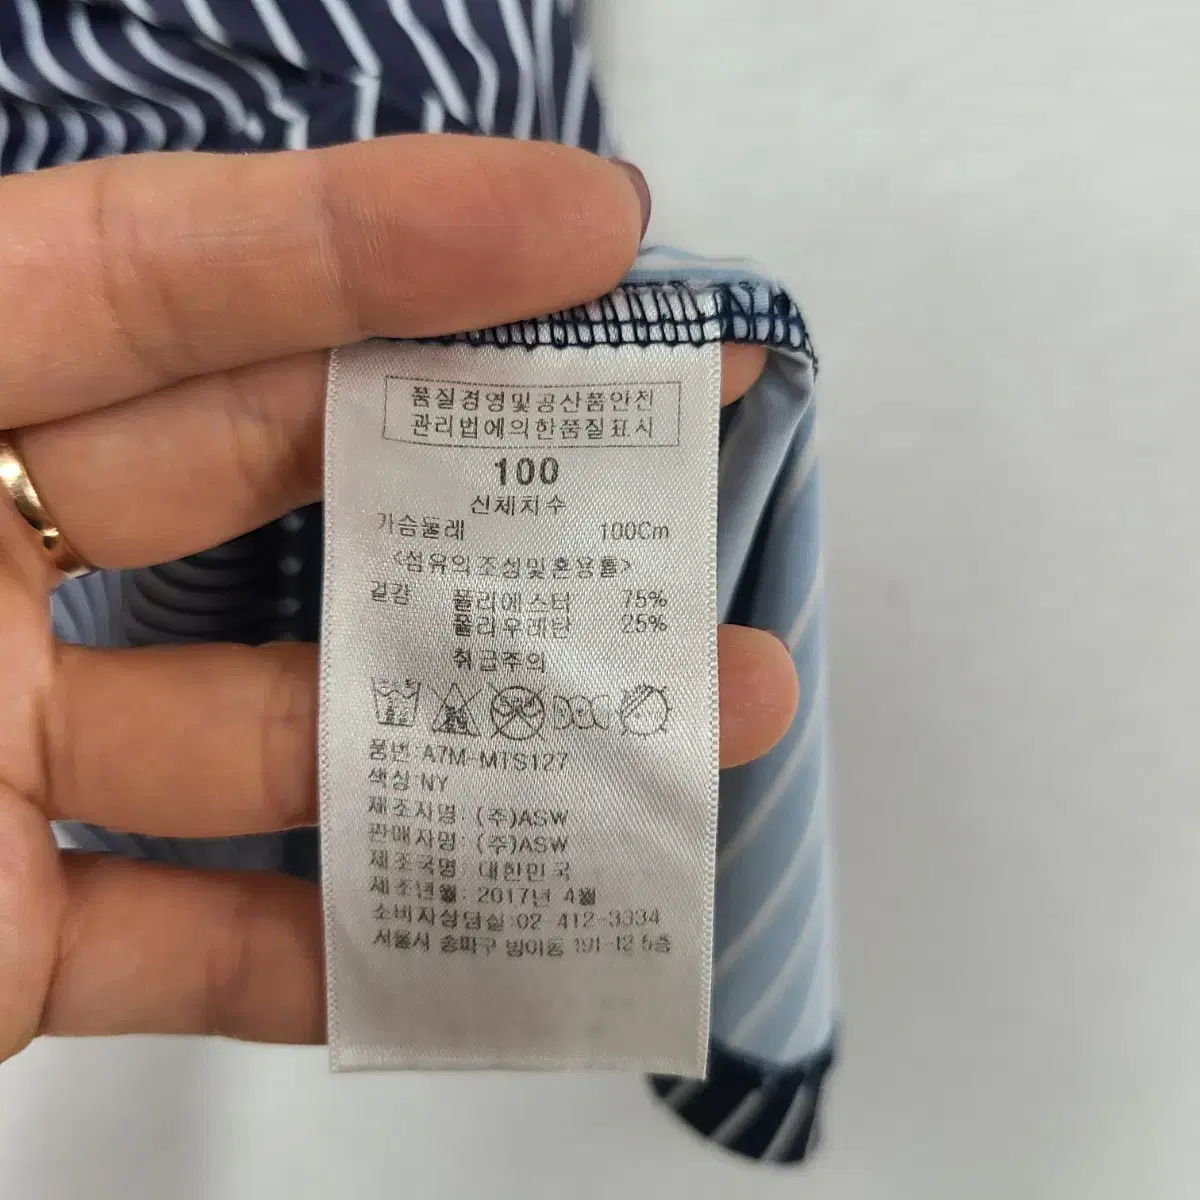 품질경영및공산품안전
관리법에의한품질표시
100
신체치수
가슴둘레 100Cm
<섬유의조성및혼용률>
겉감 폴리에스터 75%
폴리우레탄 25%
취급주의
품번:A7M-MTS127
색상:NY
제조자명: (주)ASW
판매자명: (주)ASW
제조국명: 대한민국
제조년월: 2017년 4월
소비자상담실:02 412-3334
서울시 송파구 방이동 191-12 5층